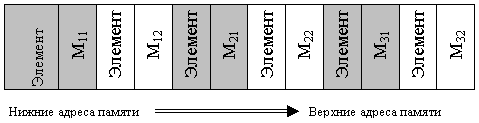 Элемент M11 Элемент M12 Элемент M21 Элемент M22 Элемент M31 Элемент M32
Нижние адреса памяти Верхние адреса памяти